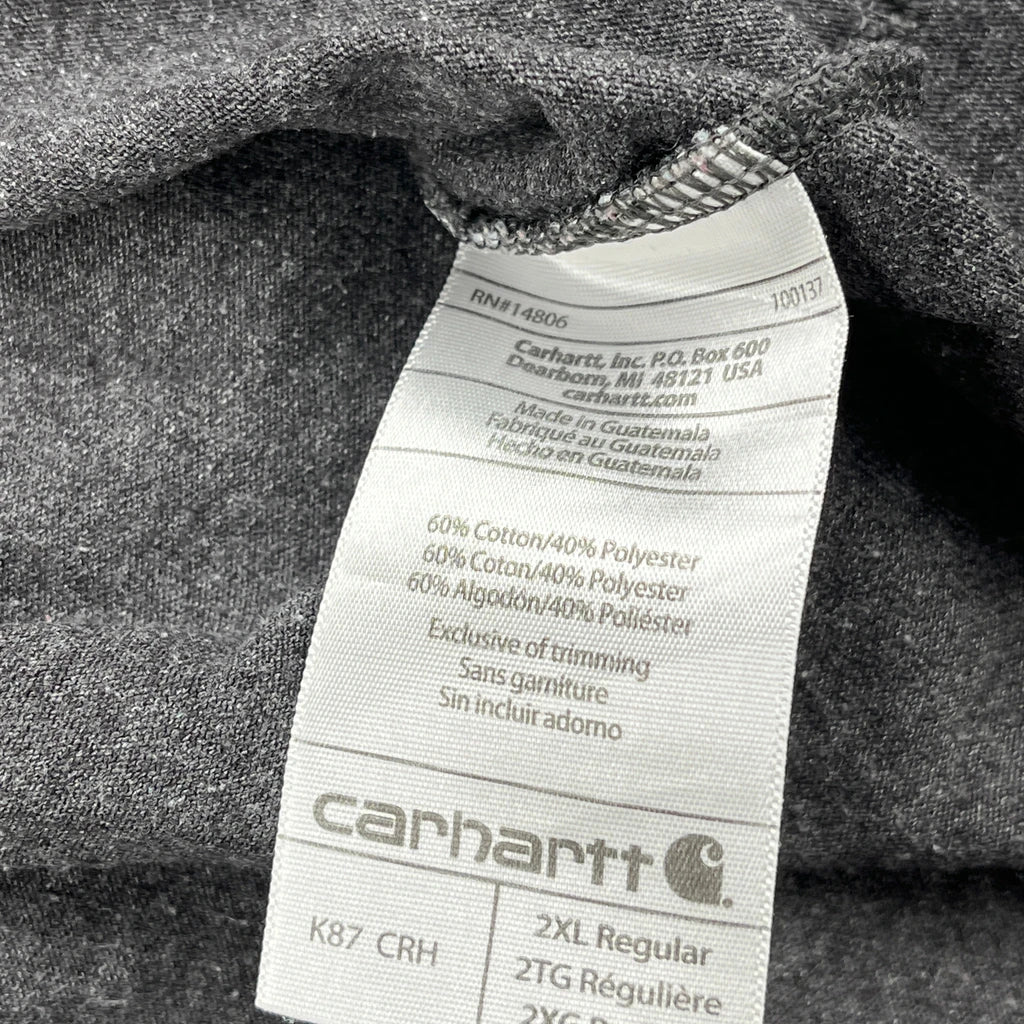 RN#14806 100137
Carhartt, Inc. P.O. Box 600
Dearborn, MI 48121 USA
carhartt.com
Made in Guatemala
Fabriqué au Guatemala
Hecho en Guatemala
60% Cotton/40% Polyester
60% Coton/40% Polyester
60% Algodón/40% Poliéster
Exclusive of trimming
Sans garniture
Sin incluir adorno
carhartt
K87 CRH
2XL Regular
2TG Régulière